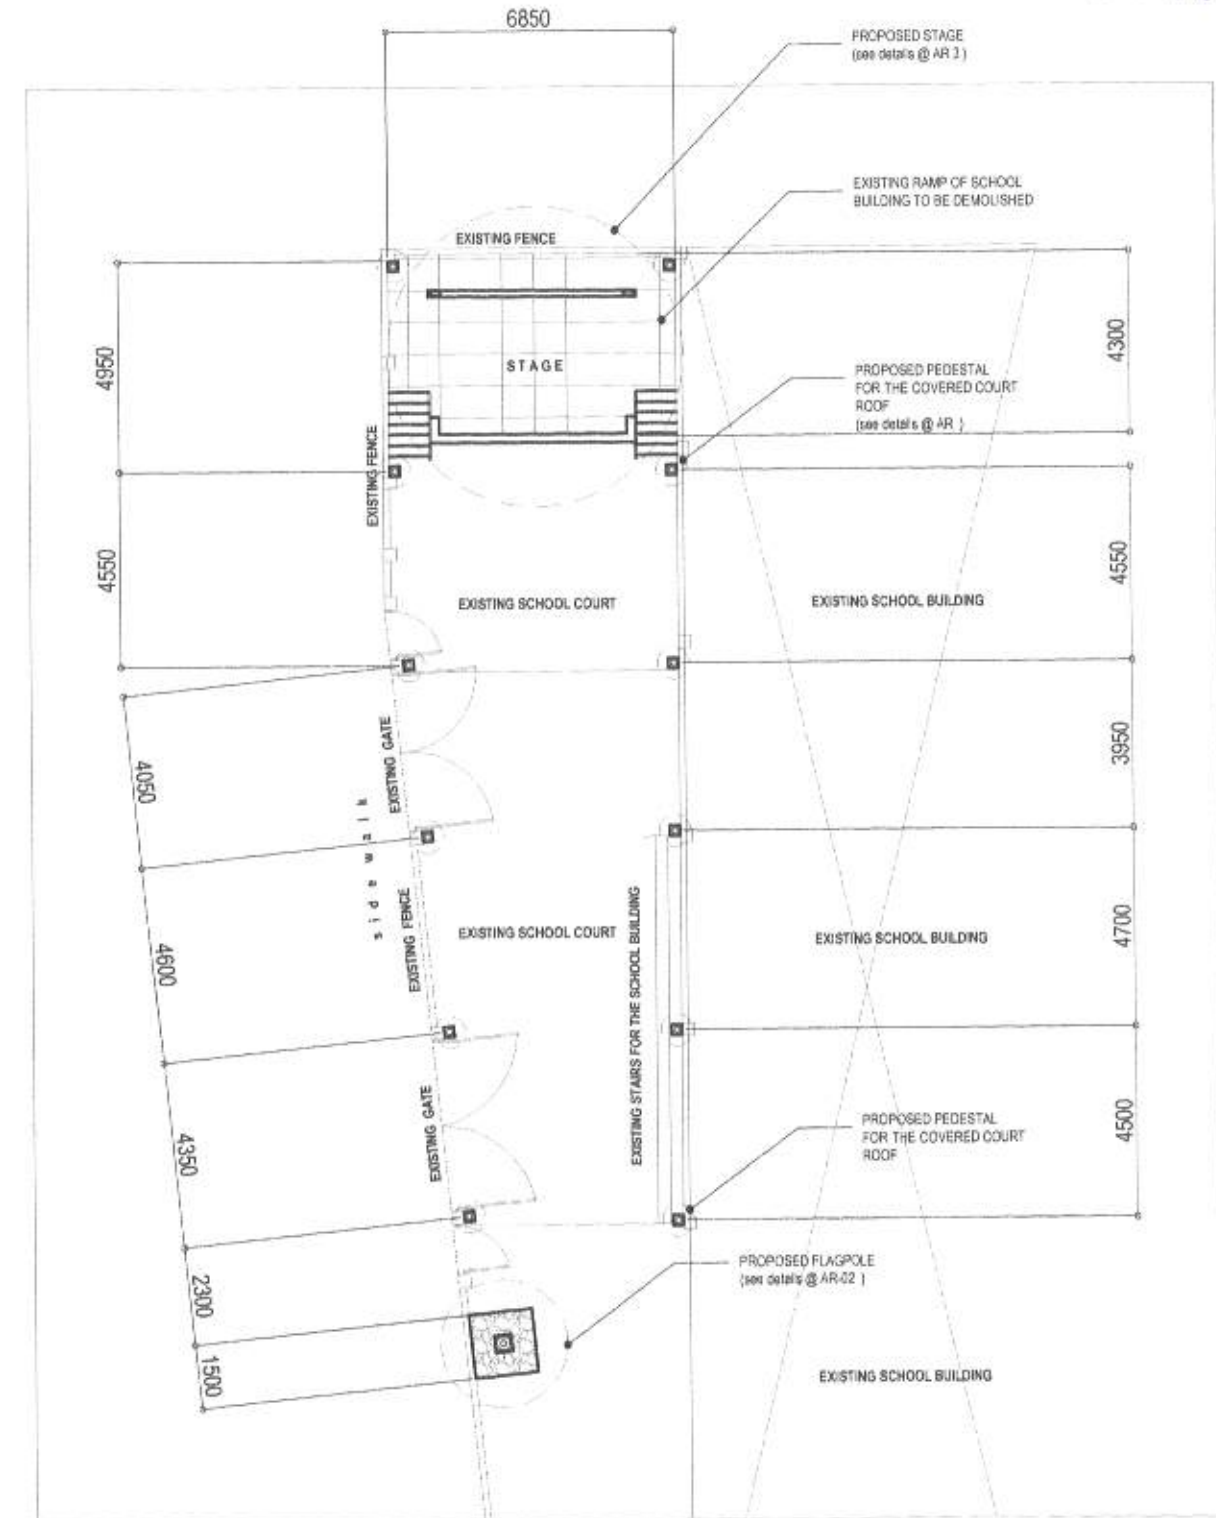 6850
PROPOSED STAGE
(see details @ AR 3 )
EXISTING RAMP OF SCHOOL
BUILDING TO BE DEMOLISHED
EXISTING FENCE
4950
4300
STAGE
PROPOSED PEDESTAL
FOR THE COVERED COURT
ROOF
(see details @ AR )
EXISTING FENCE
4550
4550
EXISTING SCHOOL COURT
EXISTING SCHOOL BUILDING
EXISTING GATE
4050
3950
sidewalk
EXISTING FENCE
4600
EXISTING SCHOOL COURT
EXISTING STAIRS FOR THE SCHOOL BUILDING
EXISTING SCHOOL BUILDING
4700
EXISTING GATE
4350
PROPOSED PEDESTAL
FOR THE COVERED COURT
ROOF
4500
2300
PROPOSED FLAGPOLE
(see details @ AR-02 )
1500
EXISTING SCHOOL BUILDING